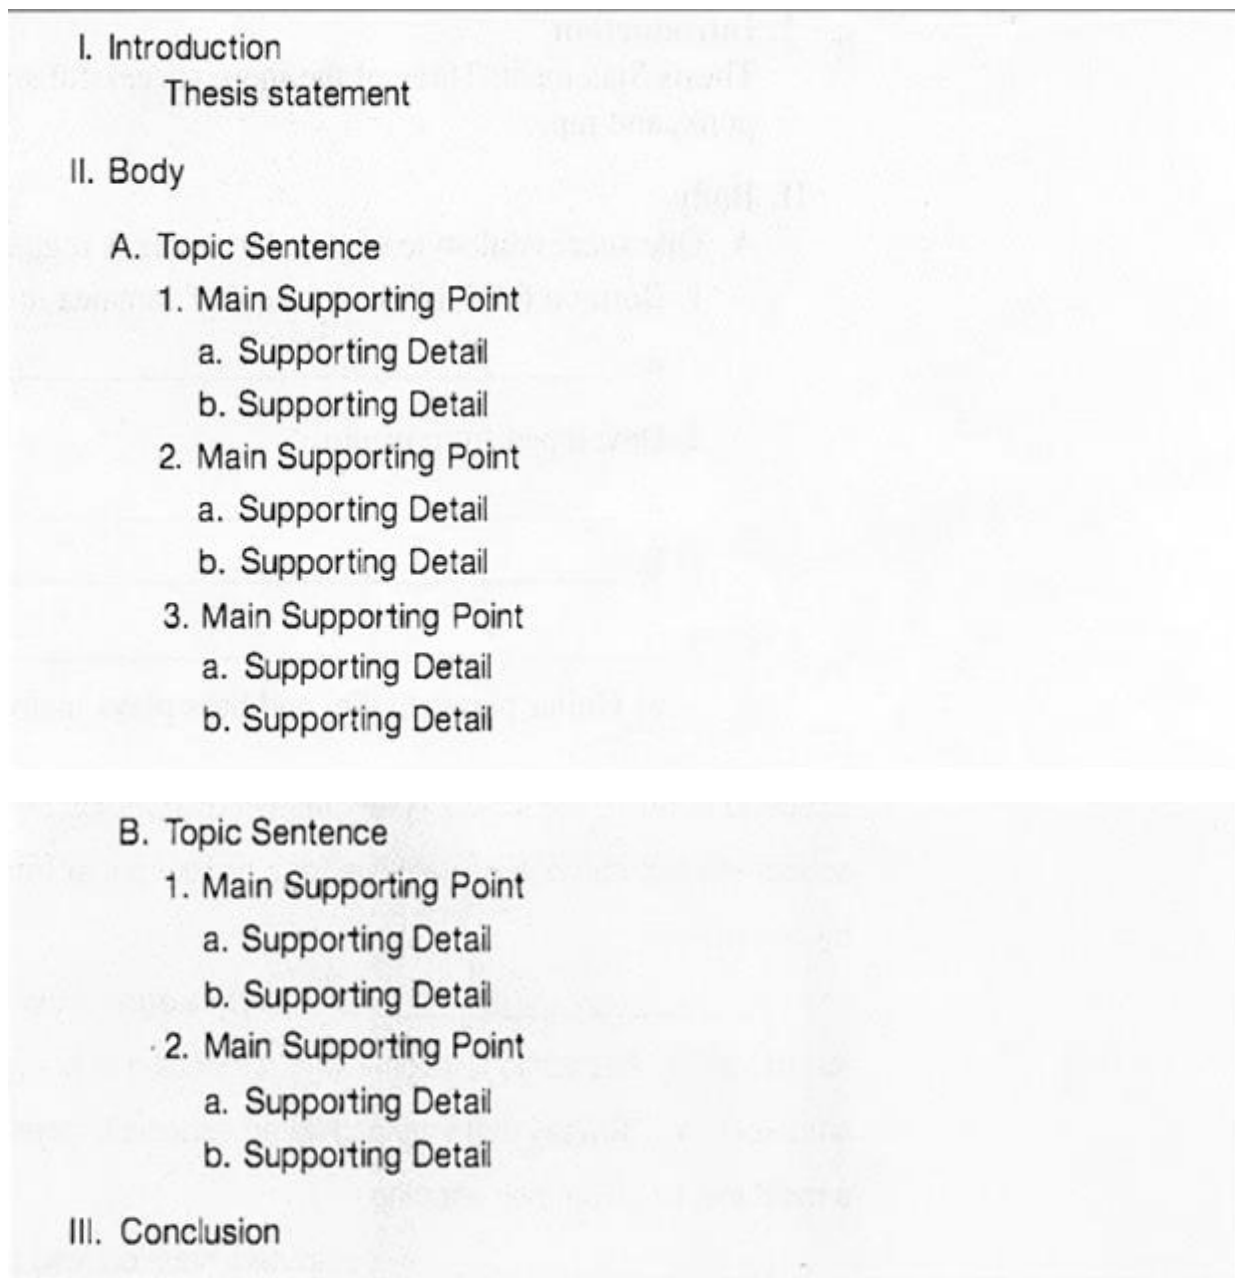 I. Introduction
Thesis statement
II. Body
A. Topic Sentence
1. Main Supporting Point
a. Supporting Detail
b. Supporting Detail
2. Main Supporting Point
a. Supporting Detail
b. Supporting Detail
3. Main Supporting Point
a. Supporting Detail
b. Supporting Detail
B. Topic Sentence
1. Main Supporting Point
a. Supporting Detail
b. Supporting Detail
2. Main Supporting Point
a. Supporting Detail
b. Supporting Detail
III. Conclusion